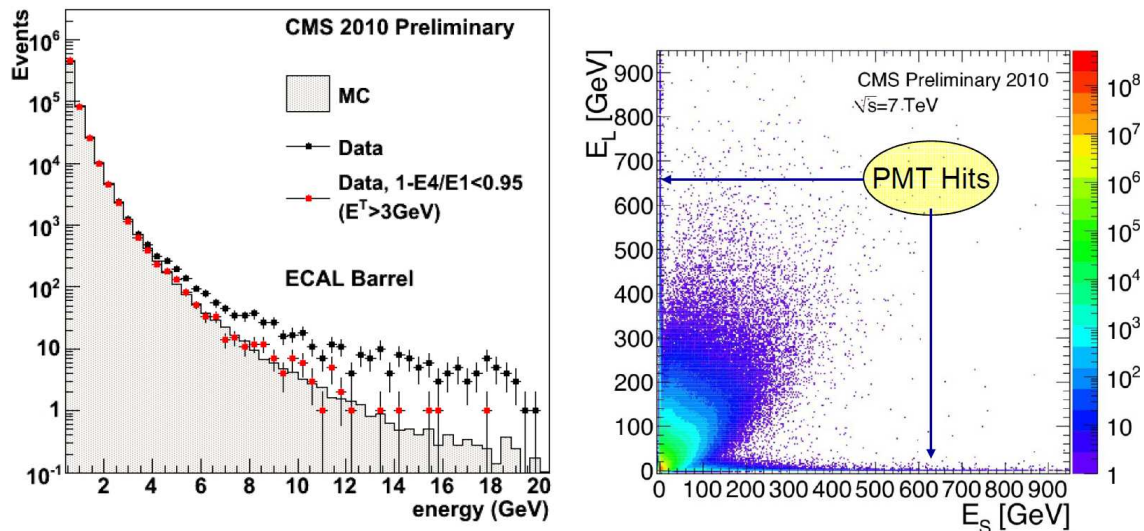 Events
10^6
10^5
10^4
10^3
10^2
10
1
10^-1
CMS 2010 Preliminary
MC
Data
Data, 1-E4/E1<0.95
(E^T>3GeV)
ECAL Barrel
2 4 6 8 10 12 14 16 18 20
energy (GeV)
E_L [GeV]
900
800
700
600
500
400
300
200
100
0
CMS Preliminary 2010
√s=7 TeV
PMT Hits
0 100 200 300 400 500 600 700 800 900
E_S [GeV]
10^8
10^7
10^6
10^5
10^4
10^3
10^2
10
1